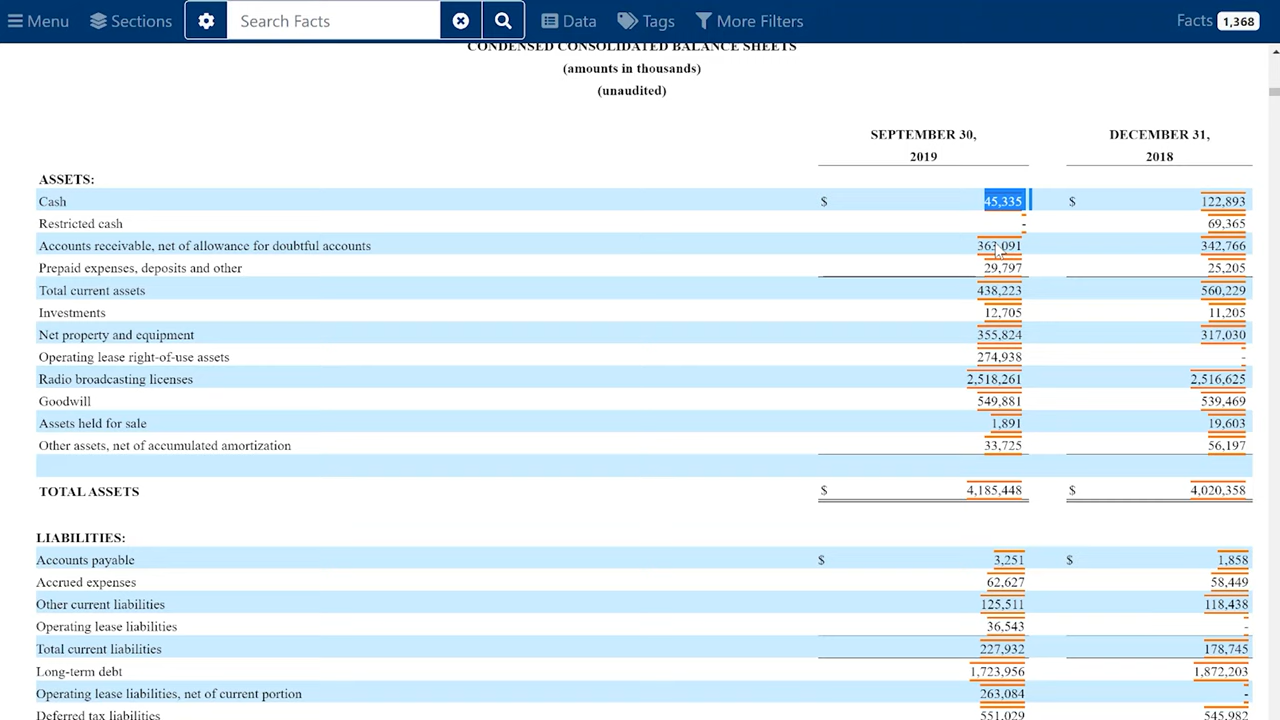 Menu Sections Search Facts Data Tags More Filters Facts 1,368
CONDENSED CONSOLIDATED BALANCE SHEETS
(amounts in thousands)
(unaudited)
SEPTEMBER 30, DECEMBER 31,
2019 2018
ASSETS:
Cash $ 45,335 $ 122,893
Restricted cash - 69,365
Accounts receivable, net of allowance for doubtful accounts 363,091 342,766
Prepaid expenses, deposits and other 29,797 25,205
Total current assets 438,223 560,229
Investments 12,705 11,205
Net property and equipment 355,824 317,030
Operating lease right-of-use assets 274,938 -
Radio broadcasting licenses 2,518,261 2,516,625
Goodwill 549,881 539,469
Assets held for sale 1,891 19,603
Other assets, net of accumulated amortization 33,725 56,197
TOTAL ASSETS $ 4,185,448 $ 4,020,358
LIABILITIES:
Accounts payable $ 3,251 $ 1,858
Accrued expenses 62,627 58,449
Other current liabilities 125,511 118,438
Operating lease liabilities 36,543 -
Total current liabilities 227,932 178,745
Long-term debt 1,723,956 1,872,203
Operating lease liabilities, net of current portion 263,084 -
Deferred tax liabilities 551,029 545,982